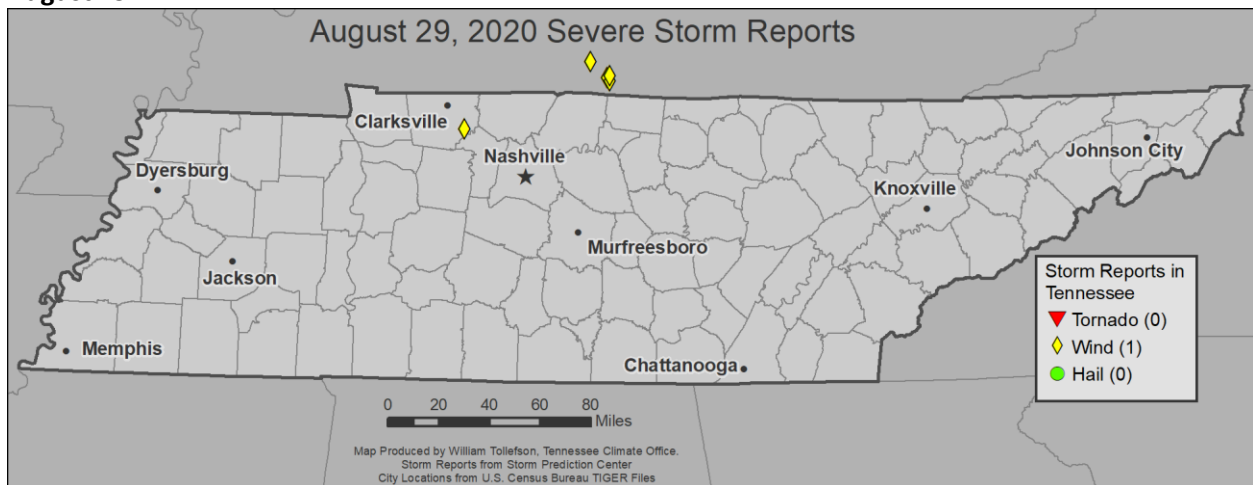 August 29, 2020 Severe Storm Reports
Clarksville
Nashville
Dyersburg
Johnson City
Knoxville
Murfreesboro
Jackson
Memphis
Chattanooga
Storm Reports in
Tennessee
Tornado (0)
Wind (1)
Hail (0)
0 20 40 60 80
Miles
Map Produced by William Tollefson, Tennessee Climate Office.
Storm Reports from Storm Prediction Center
City Locations from U.S. Census Bureau TIGER Files